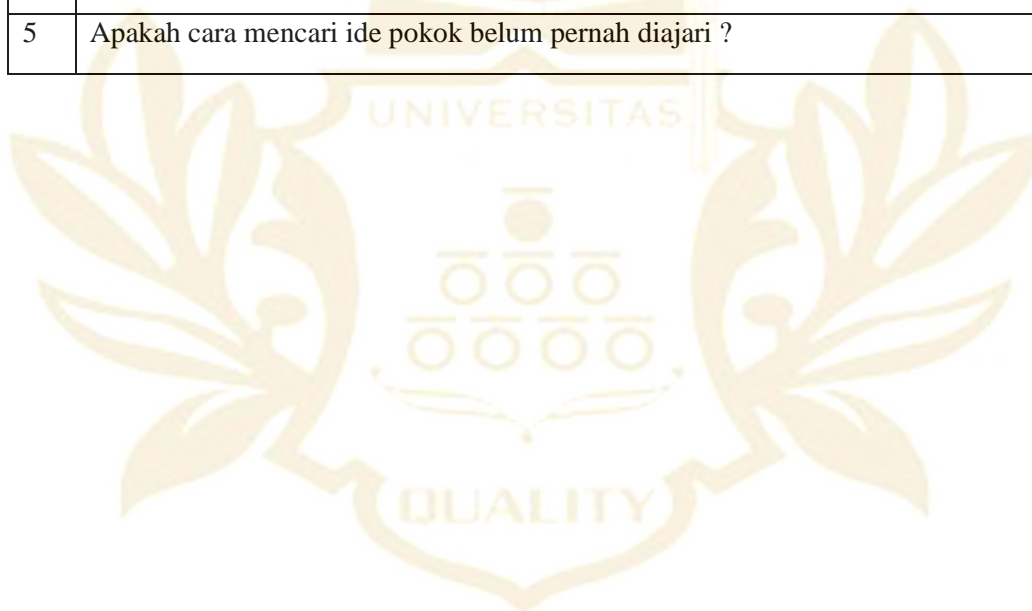 5 Apakah cara mencari ide pokok belum pernah diajari ?
UNIVERSITAS
QUALITY